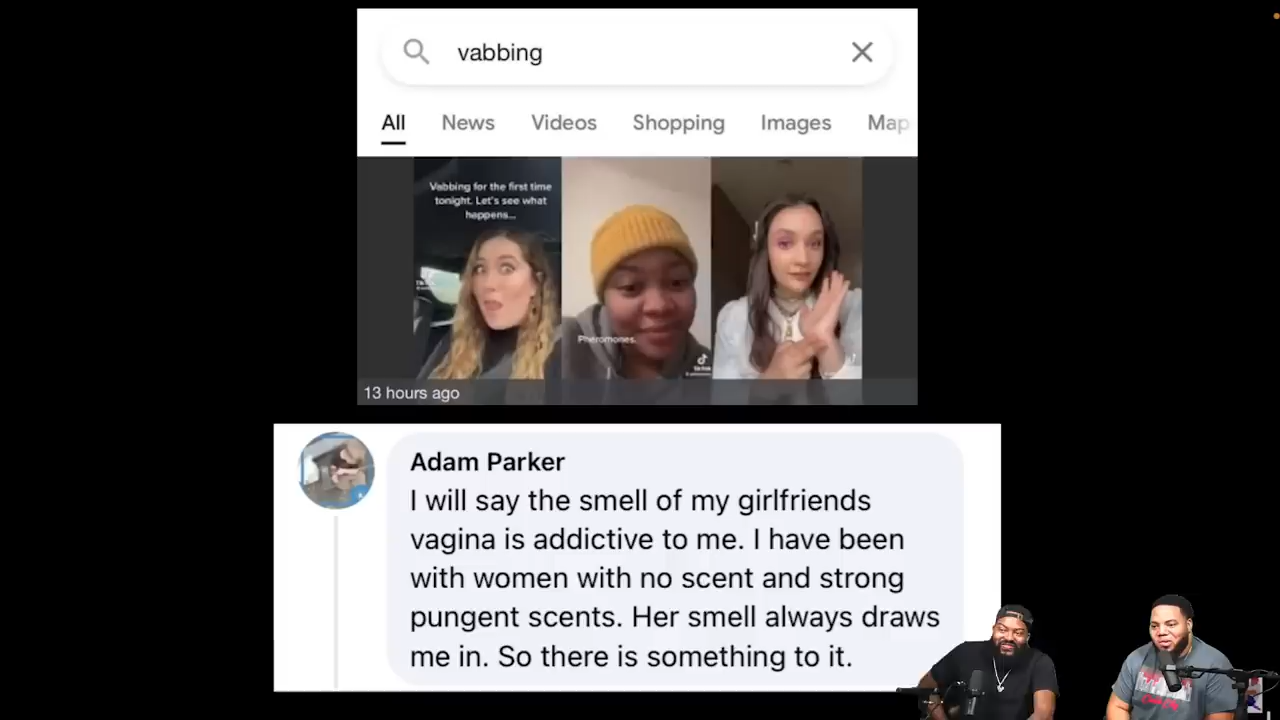 vabbing
All News Videos Shopping Images Map
Vabbing for the first time
tonight. Let's see what
happens...
Pheromones.
13 hours ago
Adam Parker
I will say the smell of my girlfriends
vagina is addictive to me. I have been
with women with no scent and strong
pungent scents. Her smell always draws
me in. So there is something to it.